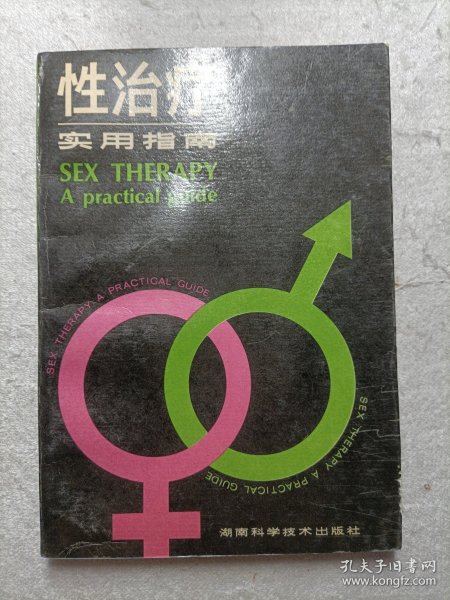 性治疗
实用指南
SEX THERAPY
A practical guide
SEX THERAPY A PRACTICAL GUIDE
SEX THERAPY A PRACTICAL GUIDE
湖南科学技术出版社
孔夫子旧书网
www.kongfz.com